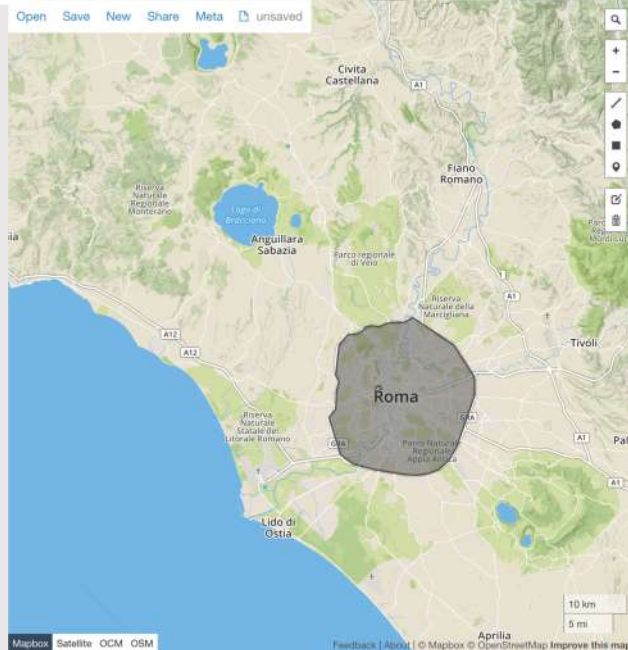 Open Save New Share Meta unsaved
Civita
Castellana
A1
Fiano
Romano
Riserva
Naturale
Regionale
Monterano
Lago di
Bracciano
Anguillara
Sabazia
Parco regionale
di Veio
Riserva
Naturale della
Marcigliana
A1
A12
A12
Tivoli
Roma
Riserva
Naturale
Statale del
Litorale Romano
GRA
GRA
Parco Naturale
Regionale
Appia Antica
A1
A1
Lido di
Ostia
Aprilia
10 km
5 mi
Mapbox Satellite OCM OSM
Feedback | About | © Mapbox © OpenStreetMap Improve this map